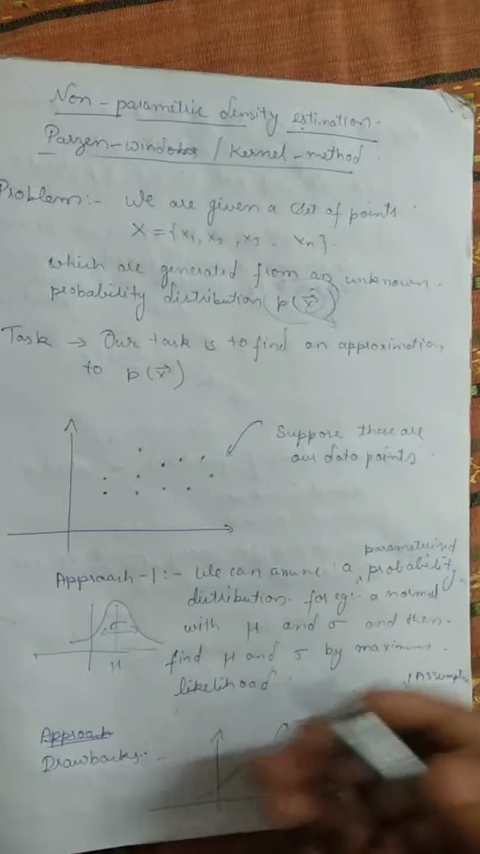 Non-parametric density estimation.
Parzen-windows / Kernel-method
Problem:- We are given a set of points
X = {x₁, x₂, x₃ . xₙ}.
which are generated from an unknown.
probability distribution p(x⃗)
Task → Our task is to find an approximation
to p(x⃗)
Suppose these are
our data points.
Approach-1:- We can assume a parameterised probability
distribution. for eg:- a normal
with μ and σ and then.
find μ and σ by maximum
likelihood
σ
μ
Approach
Drawbacks:-